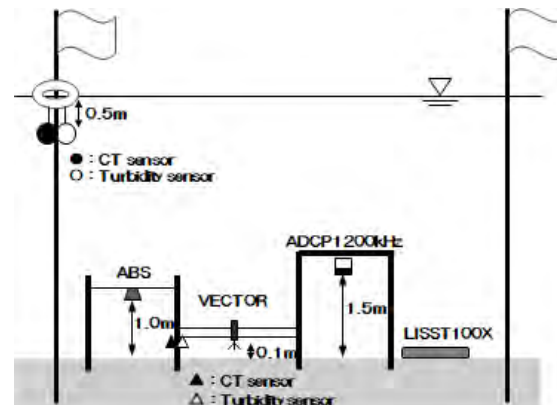 0.5m
● : CT sensor
○ : Turbidity sensor
ADCP1200kHz
ABS
VECTOR
1.0m
1.5m
LISST100X
0.1m
▲ : CT sensor
△ : Turbidity sensor